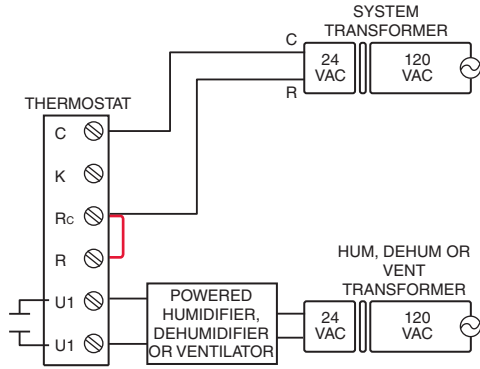 SYSTEM
TRANSFORMER
C
24
VAC
120
VAC
R
THERMOSTAT
C
K
Rc
R
HUM, DEHUM OR
VENT
TRANSFORMER
U1
U1
POWERED
HUMIDIFIER,
DEHUMIDIFIER
OR VENTILATOR
24
VAC
120
VAC